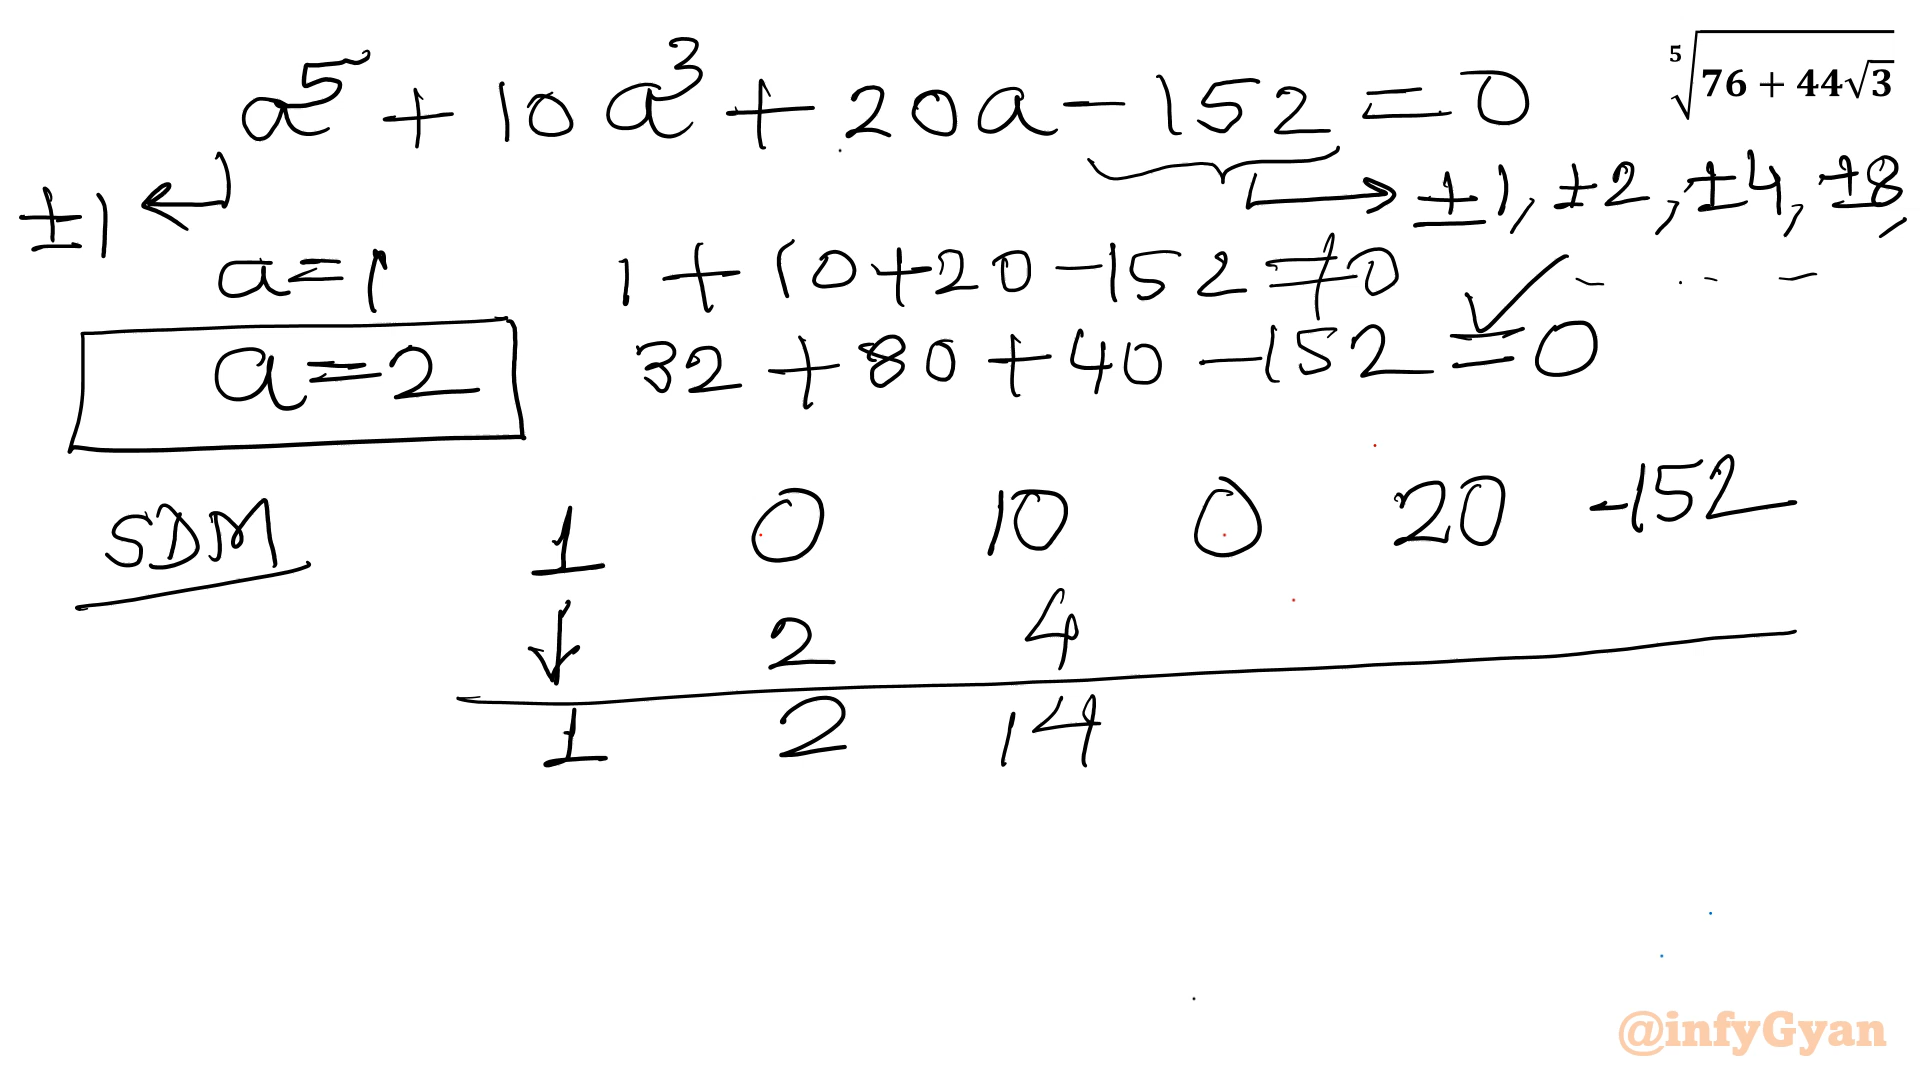 a⁵ + 10a³ + 20a − 152 = 0
⁵√(76 + 44√3)
±1 ±1, ±2, ±4, ±8,
a = 1 1 + 10 + 20 − 152 ≠ 0 - - - -
a = 2 32 + 80 + 40 − 152 = 0 ✓
SDM 1 0 10 0 20 -152
↓ 2 4
1 2 14
@infyGyan